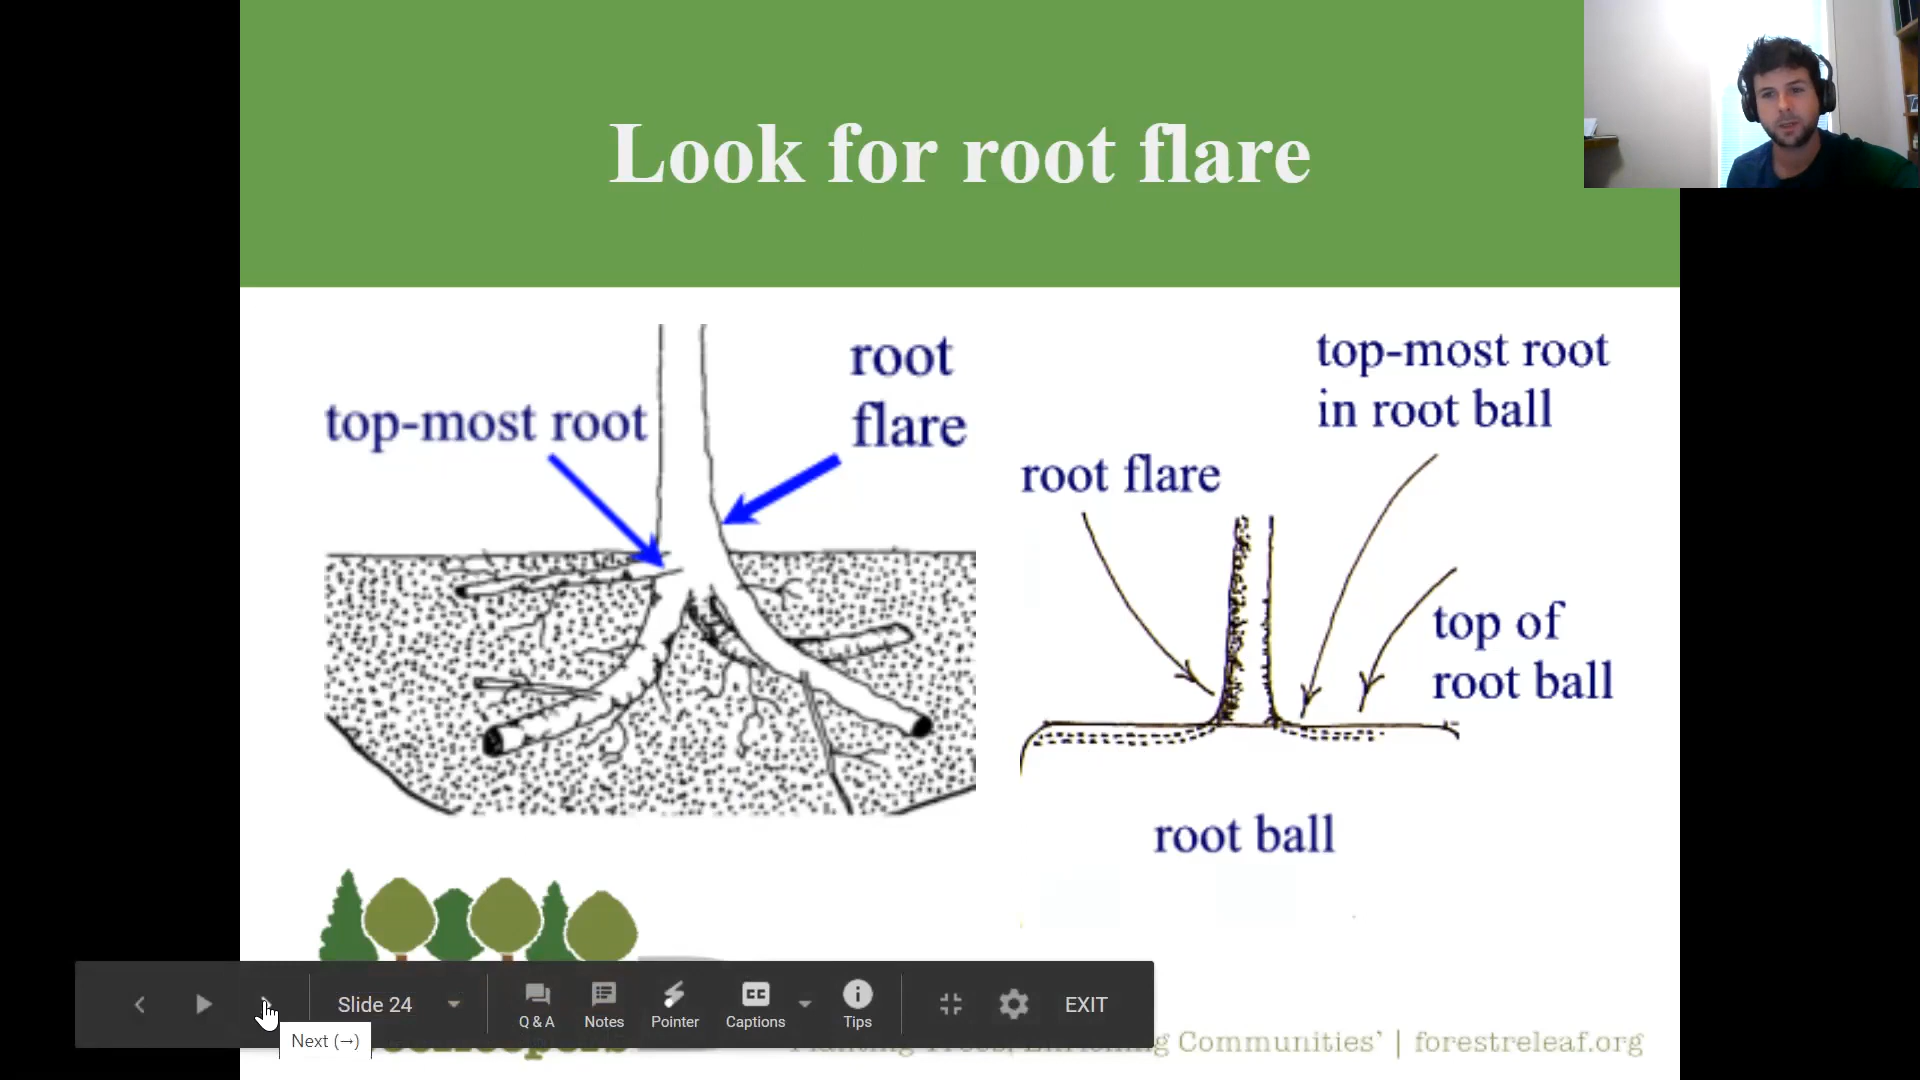 Look for root flare
root
flare
top-most root
top-most root
in root ball
root flare
top of
root ball
root ball
Slide 24
Q & A
Notes
Pointer
Captions
Tips
EXIT
Next (→)
Communities’ | forestreleaf.org